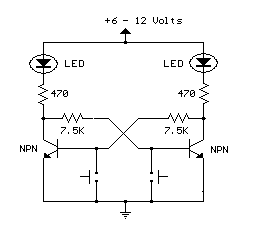 +6 - 12 Volts
LED LED
470 470
7.5K 7.5K
NPN NPN